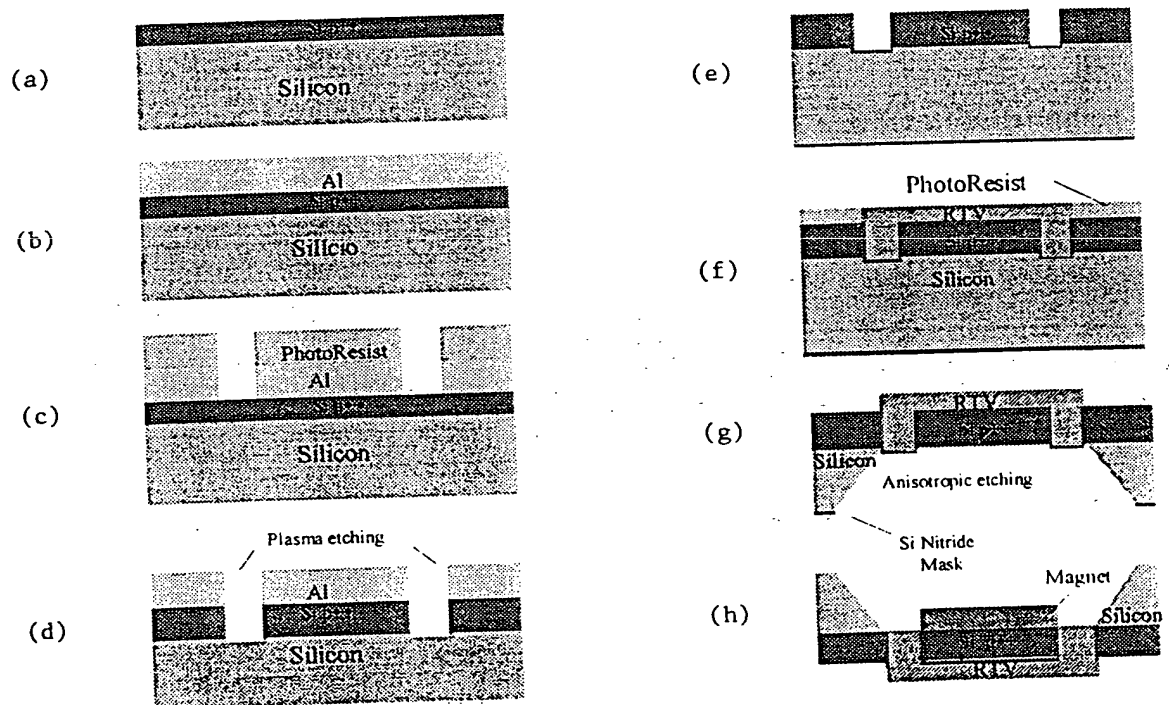 (a)
Silicon
(b)
Al
Sillcio
(c)
PhotoResist
Al
Silicon
Plasma etching
(d)
Al
Silicon
(e)
PhotoResist
(f)
RTV
Silicon
(g)
RTV
Silicon
Anisotropic etching
Si Nitride
Mask
Magnet
(h)
Silicon
RTV